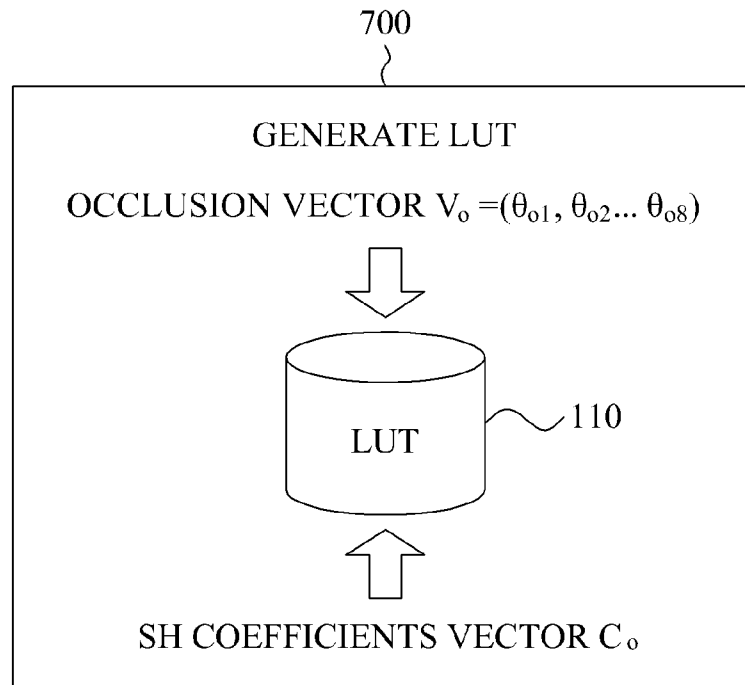 700
GENERATE LUT
OCCLUSION VECTOR Vₒ =(θₒ₁, θₒ₂... θₒ₈)
LUT
110
SH COEFFICIENTS VECTOR Cₒ